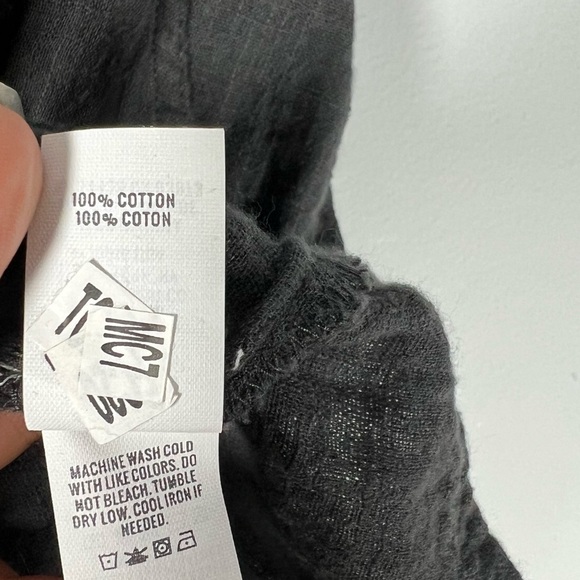 100% COTTON
100% COTON
MC7
MACHINE WASH COLD
WITH LIKE COLORS. DO
NOT BLEACH. TUMBLE
DRY LOW. COOL IRON IF
NEEDED.